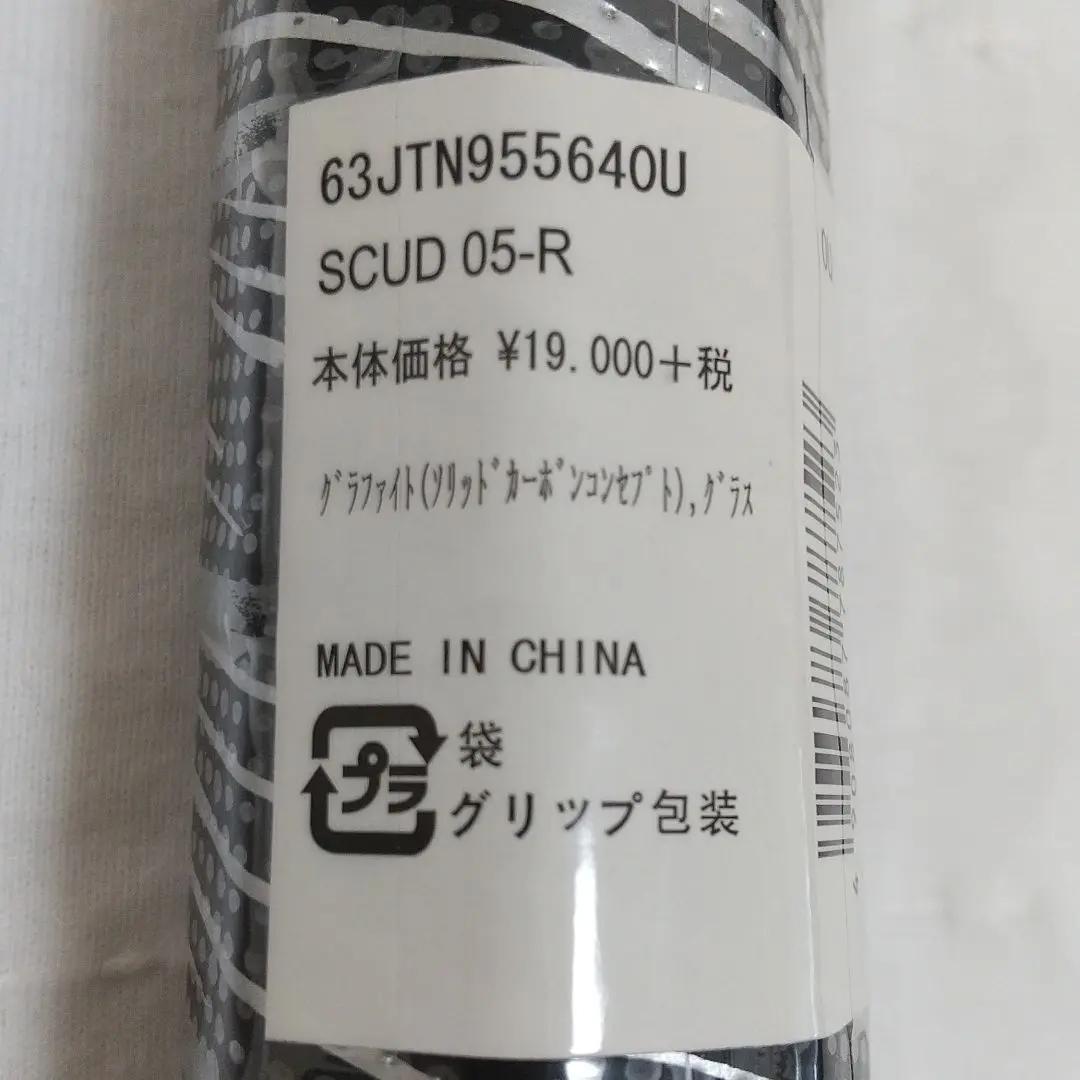 63JTN955640U
SCUD 05-R
本体価格 ¥19.000+税
グラファイト(ソリッドカーボンコンセプト),グラス
MADE IN CHINA
プラ
袋
グリップ包装